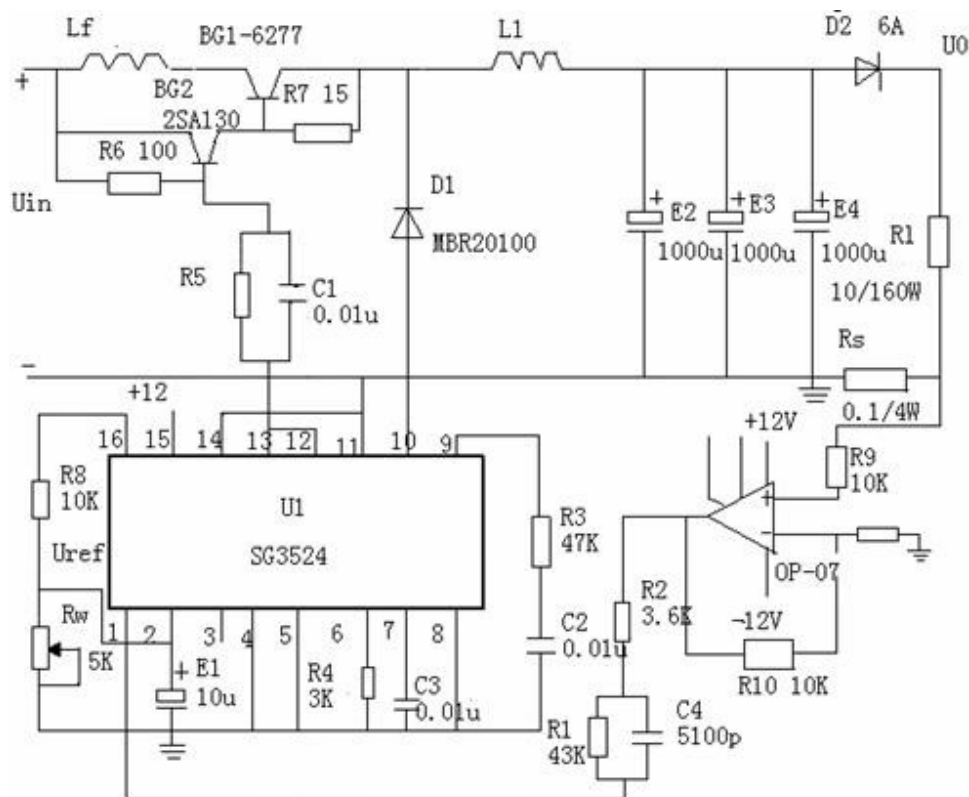 Lf
BG1-6277
L1
D2 6A
U0
+
BG2
2SA130
R7 15
R6 100
Uin
D1
MBR20100
+
E2
1000u
+
E3
1000u
+
E4
1000u
Rl
10/160W
R5
C1
0.01u
Rs
0.1/4W
-
+12
16
15
14
13
12
11
10
9
+12V
R8
10K
R9
10K
U1
SG3524
Uref
R3
47K
+
-
OP-07
R2
3.6K
-12V
R10 10K
Rw
5K
1
2
3
4
5
6
7
8
+
E1
10u
R4
3K
C3
0.01u
C2
0.01u
R1
43K
C4
5100p